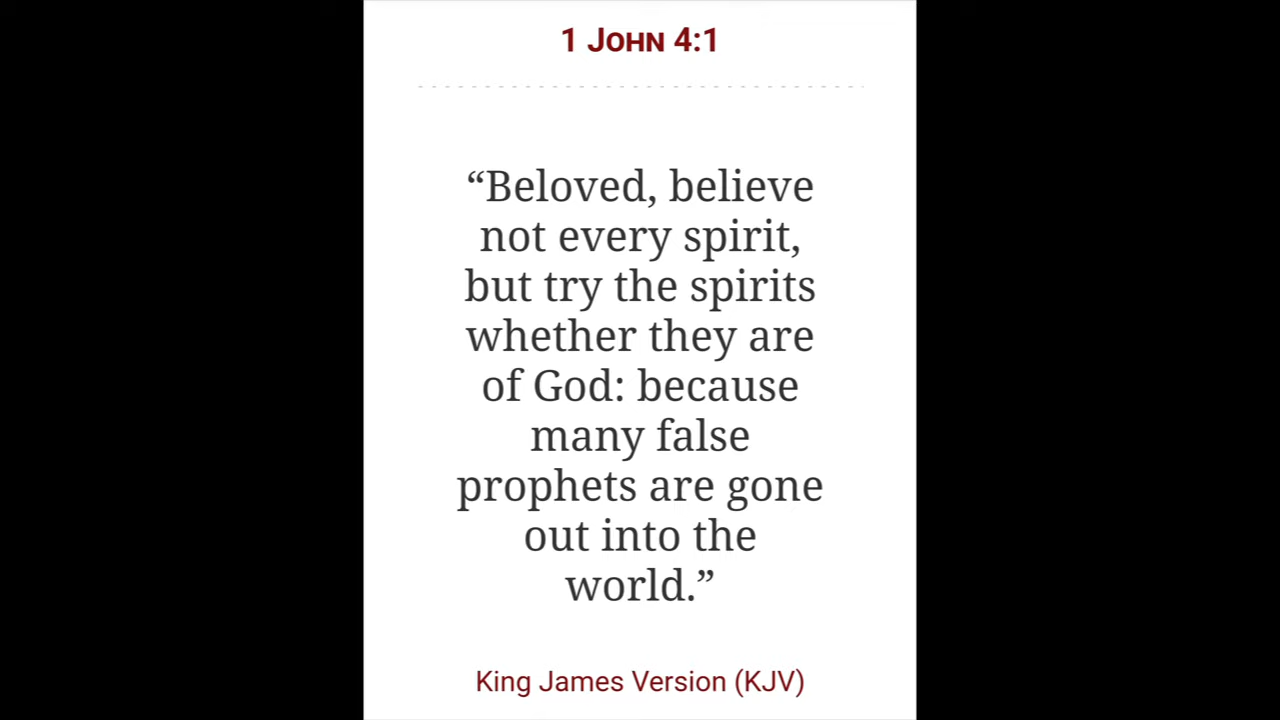 1 John 4:1
“Beloved, believe
not every spirit,
but try the spirits
whether they are
of God: because
many false
prophets are gone
out into the
world.”
King James Version (KJV)